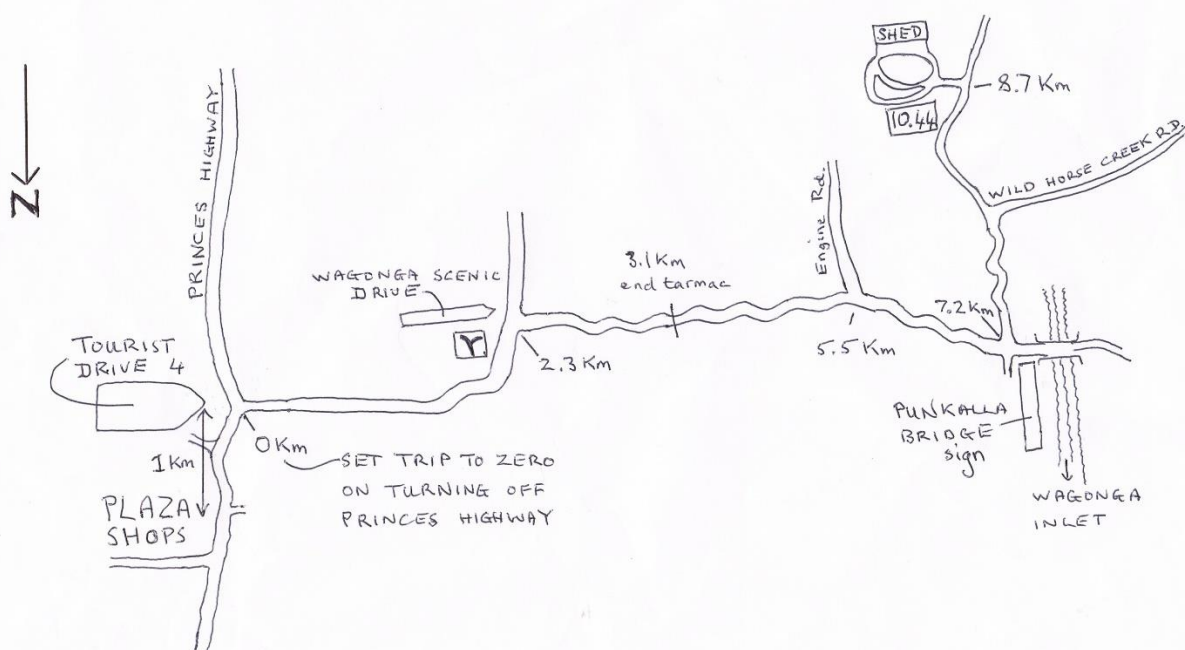 N
PRINCES HIGHWAY
TOURIST
DRIVE 4
1 Km
PLAZA
SHOPS
0 Km
SET TRIP TO ZERO
ON TURNING OFF
PRINCES HIGHWAY
WAGONGA SCENIC
DRIVE
2.3 Km
3.1 Km
end tarmac
Engine Rd.
5.5 Km
SHED
10.44
8.7 Km
WILD HORSE CREEK RD.
7.2 Km
PUNKALLA
BRIDGE
sign
WAGONGA
INLET